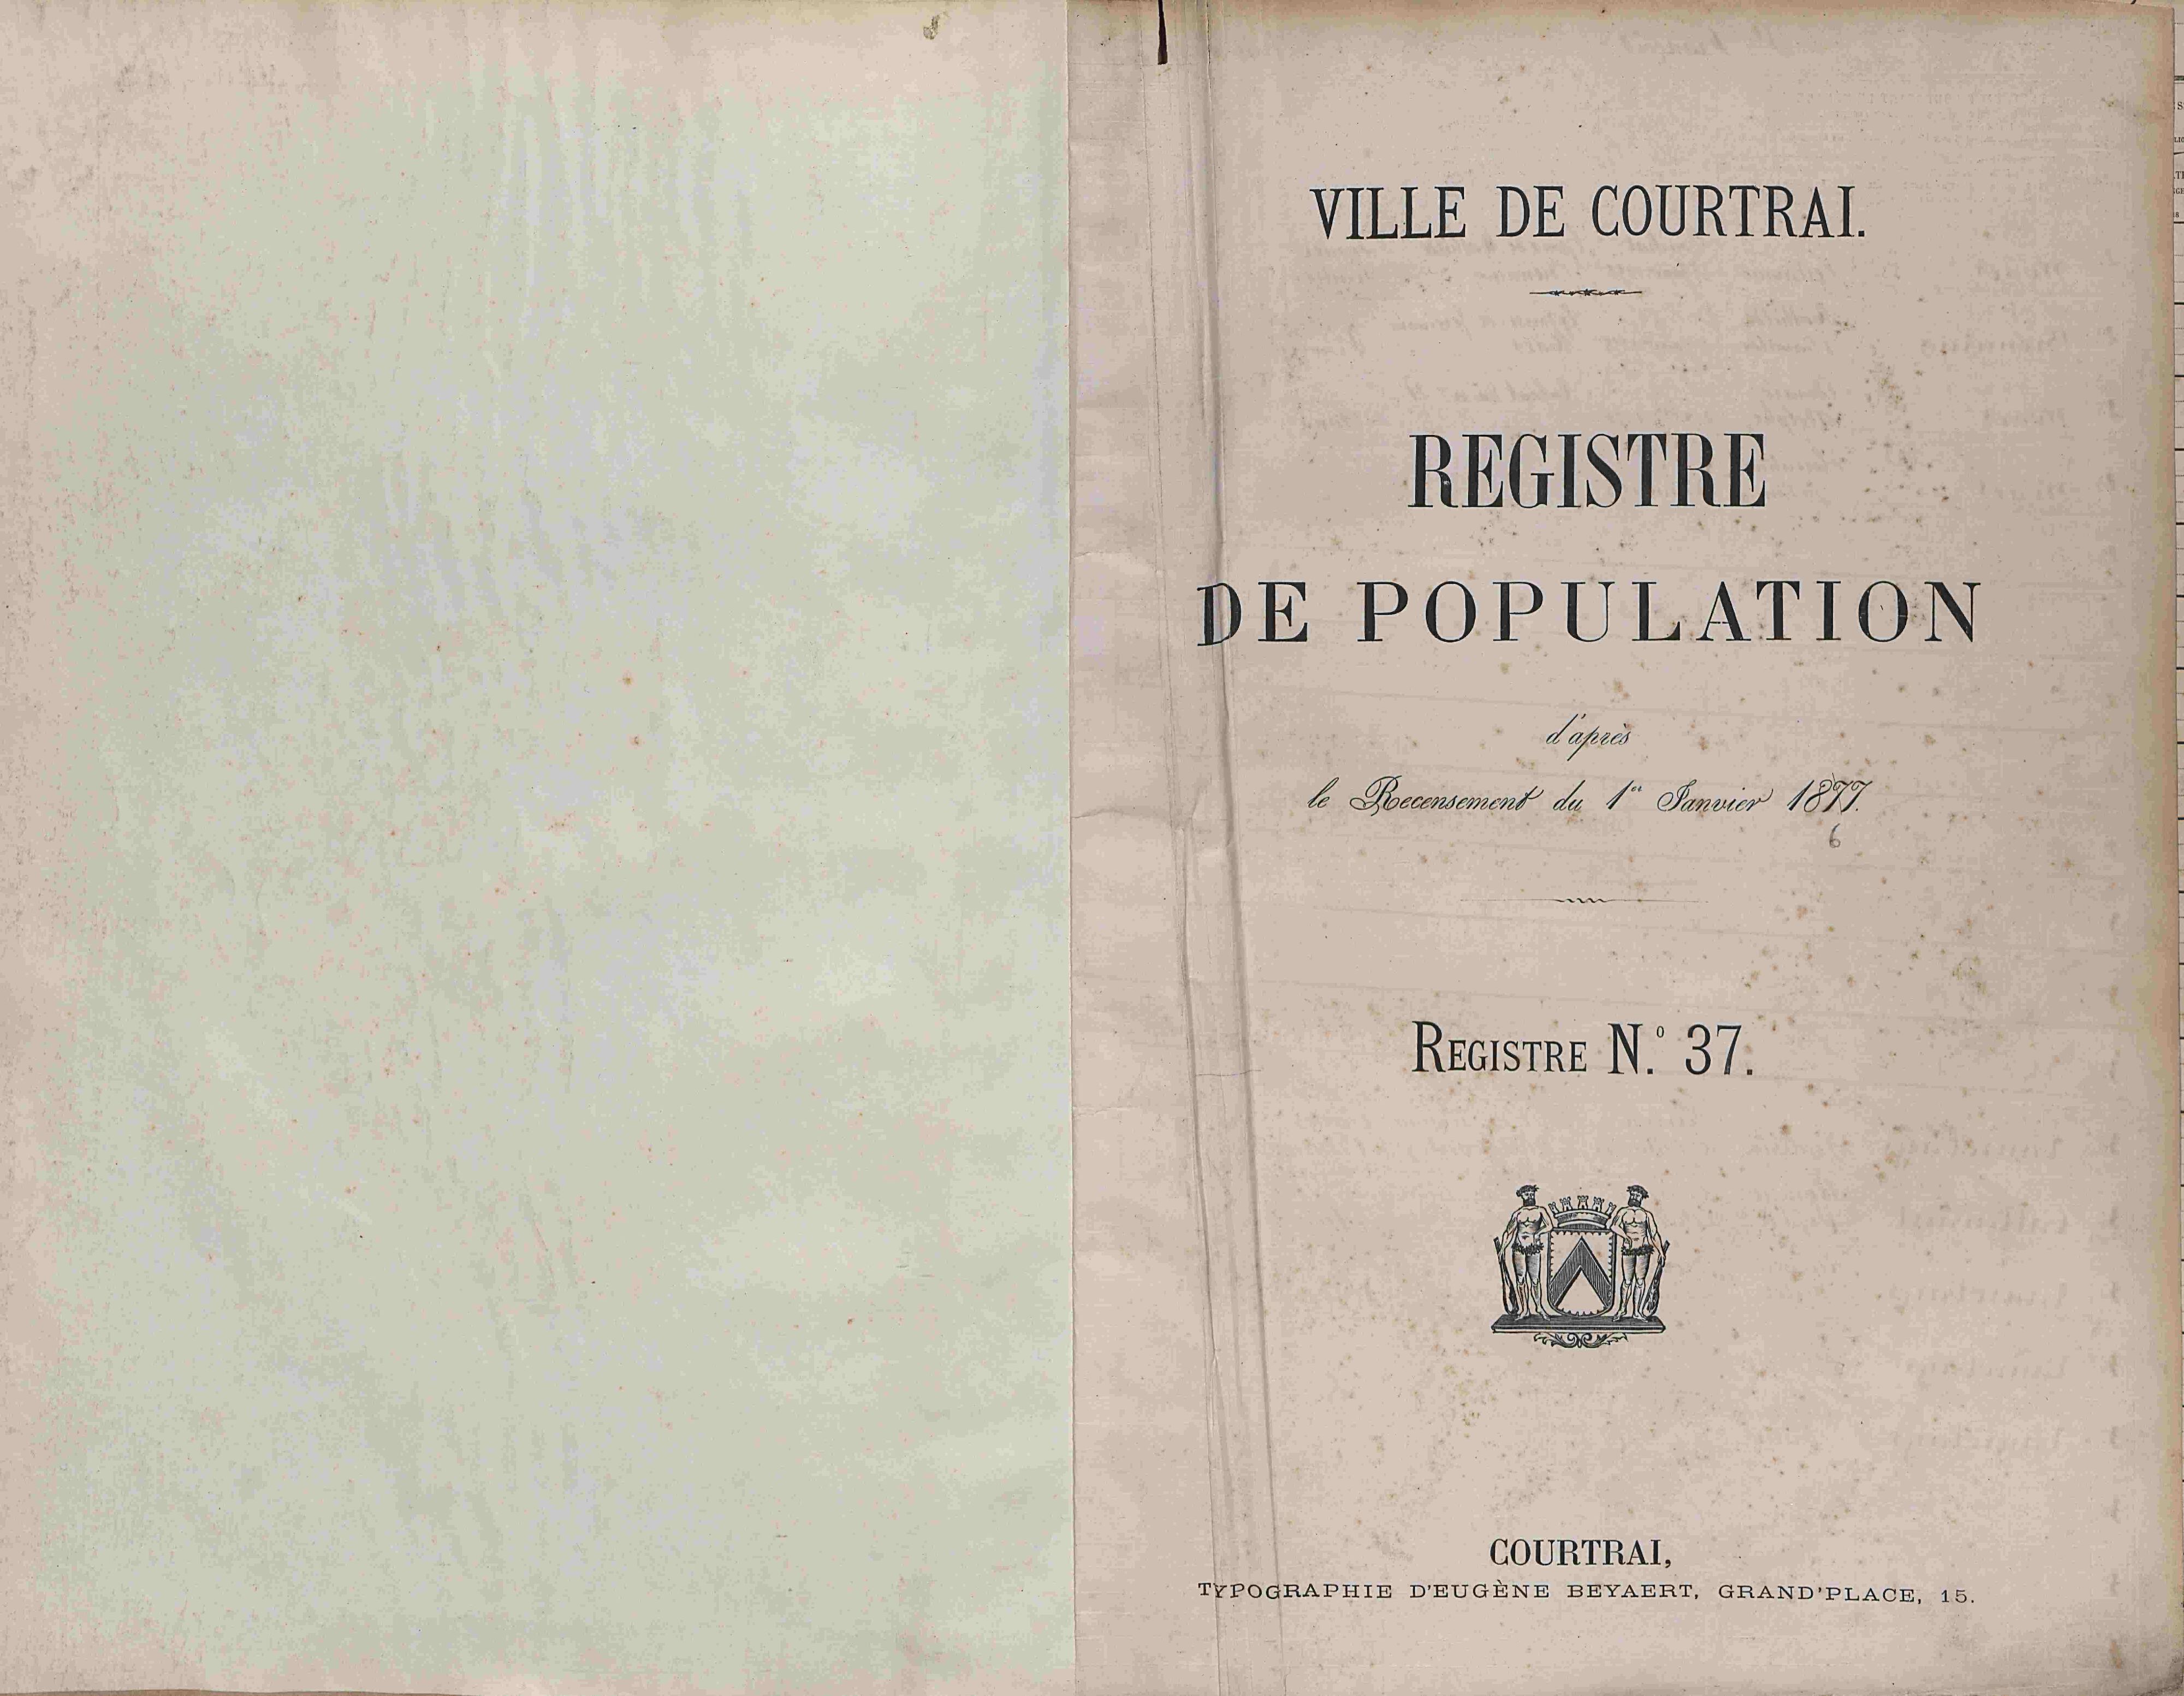 VILLE DE COURTRAI.
REGISTRE
DE POPULATION
d'après
le Recensement du 1er Janvier 1877.
6
REGISTRE N.o 37.
COURTRAI,
TYPOGRAPHIE D'EUGÈNE BEYAERT, GRAND'PLACE, 15.